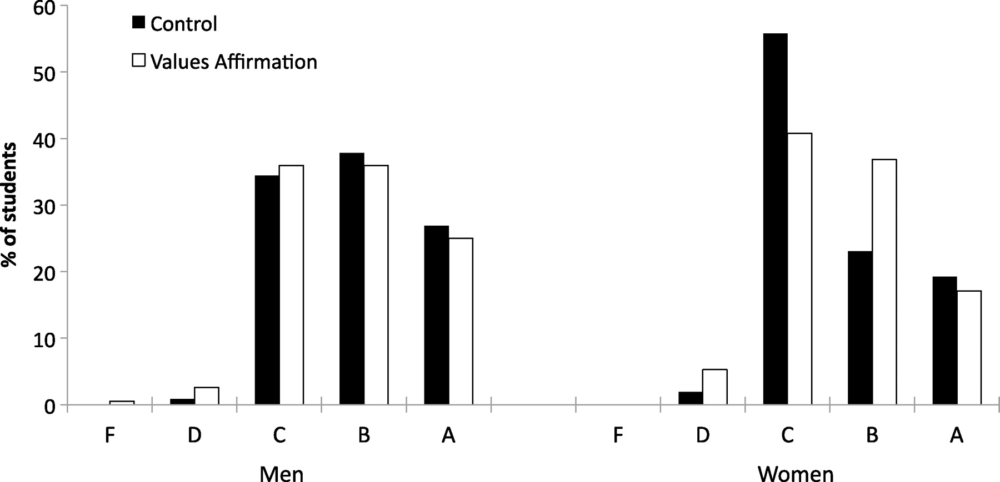 60
50
40
30
20
10
0
% of students
Control
Values Affirmation
F D C B A F D C B A
Men Women